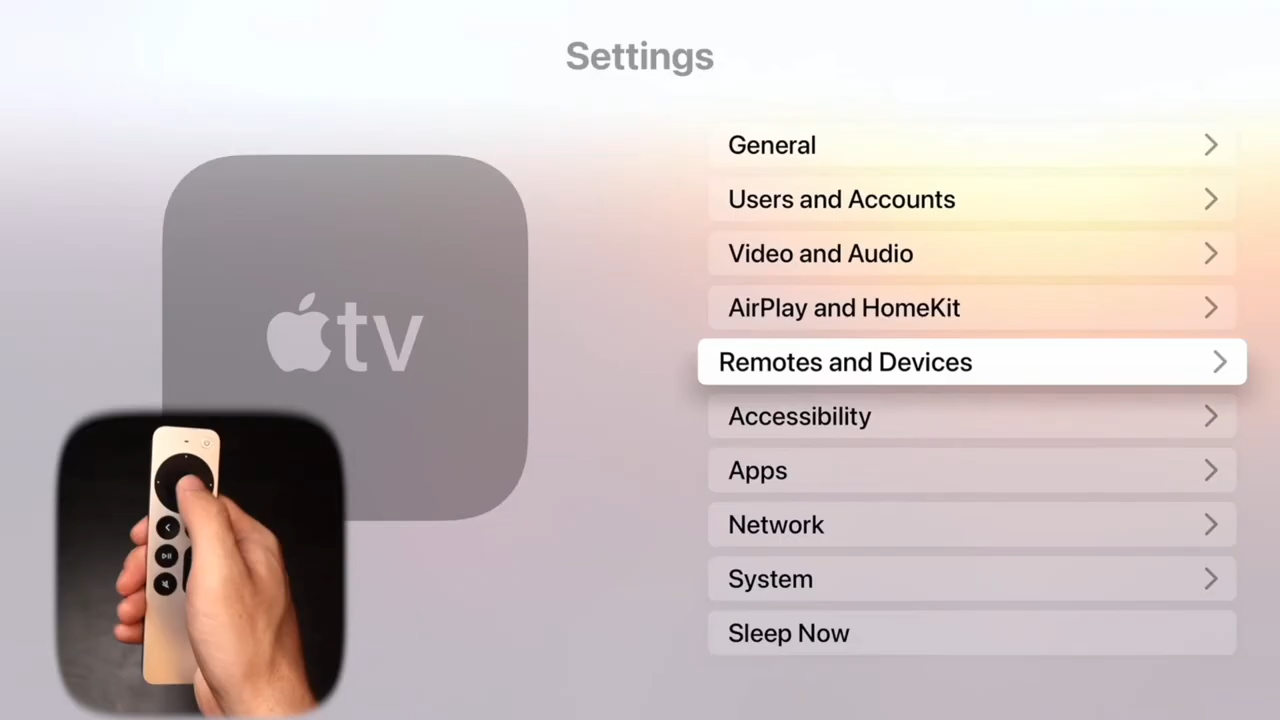 Settings
tv
General
Users and Accounts
Video and Audio
AirPlay and HomeKit
Remotes and Devices
Accessibility
Apps
Network
System
Sleep Now